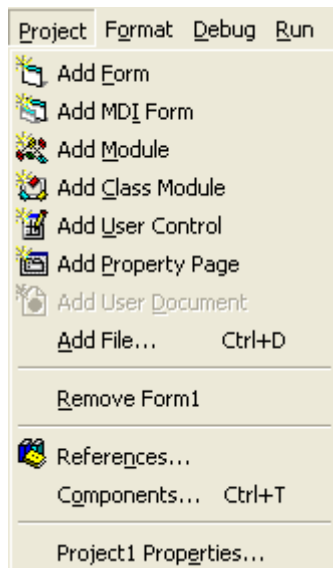 Project Format Debug Run
Add Form
Add MDI Form
Add Module
Add Class Module
Add User Control
Add Property Page
Add User Document
Add File... Ctrl+D
Remove Form1
References...
Components... Ctrl+T
Project1 Properties...